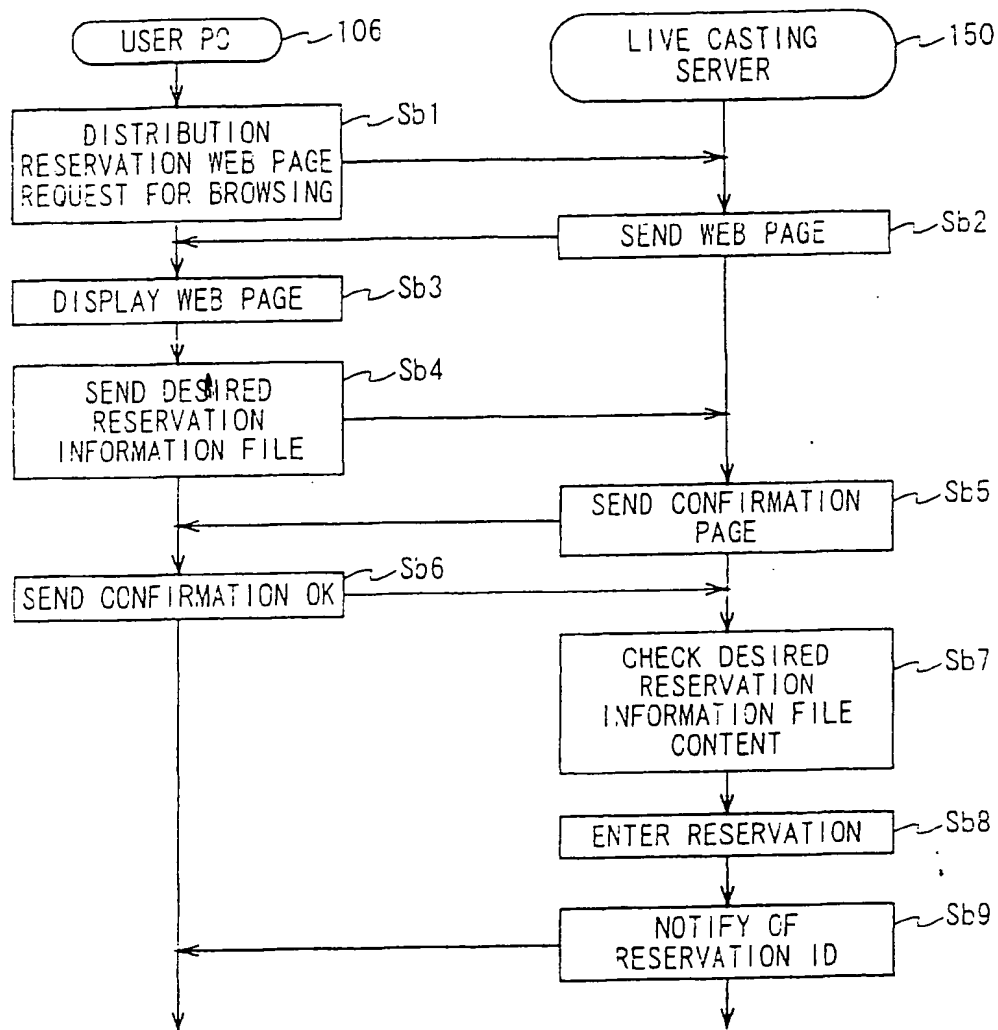 USER PC
106
LIVE CASTING
SERVER
150
DISTRIBUTION
RESERVATION WEB PAGE
REQUEST FOR BROWSING
Sb1
SEND WEB PAGE
Sb2
DISPLAY WEB PAGE
Sb3
SEND DESIRED
RESERVATION
INFORMATION FILE
Sb4
SEND CONFIRMATION
PAGE
Sb5
SEND CONFIRMATION OK
Sb6
CHECK DESIRED
RESERVATION
INFORMATION FILE
CONTENT
Sb7
ENTER RESERVATION
Sb8
NOTIFY OF
RESERVATION ID
Sb9